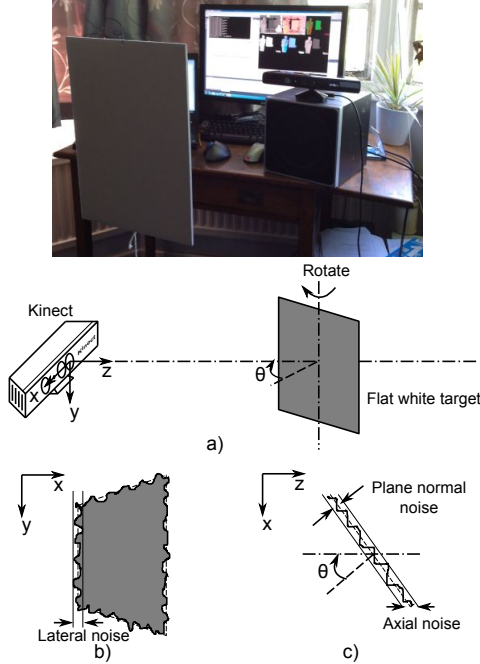 Rotate
Kinect
Kinect
z
x
y
θ
Flat white target
a)
x
y
Lateral noise
b)
z
x
Plane normal
noise
θ
Axial noise
c)